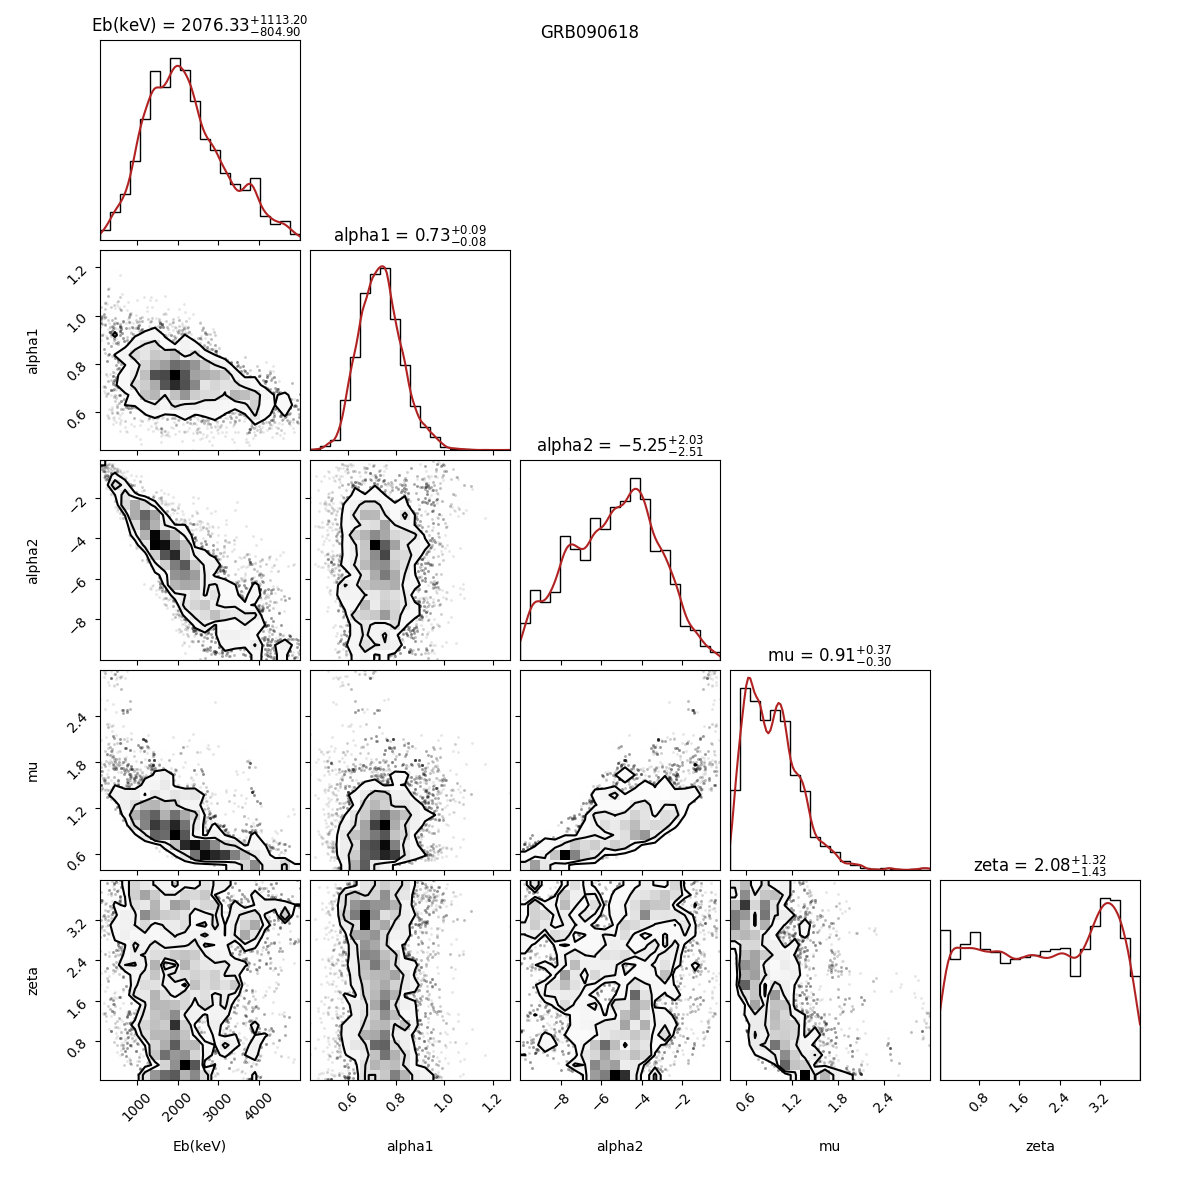 GRB090618
Eb(keV) = 2076.33+1113.20−804.90
alpha1 = 0.73+0.09−0.08
alpha2 = −5.25+2.03−2.51
mu = 0.91+0.37−0.30
zeta = 2.08+1.32−1.43
alpha1
1.2
1.0
0.8
0.6
alpha2
−2
−4
−6
−8
mu
2.4
1.8
1.2
0.6
zeta
3.2
2.4
1.6
0.8
1000 2000 3000 4000
0.6 0.8 1.0 1.2
−8 −6 −4 −2
0.6 1.2 1.8 2.4
0.8 1.6 2.4 3.2
Eb(keV) alpha1 alpha2 mu zeta